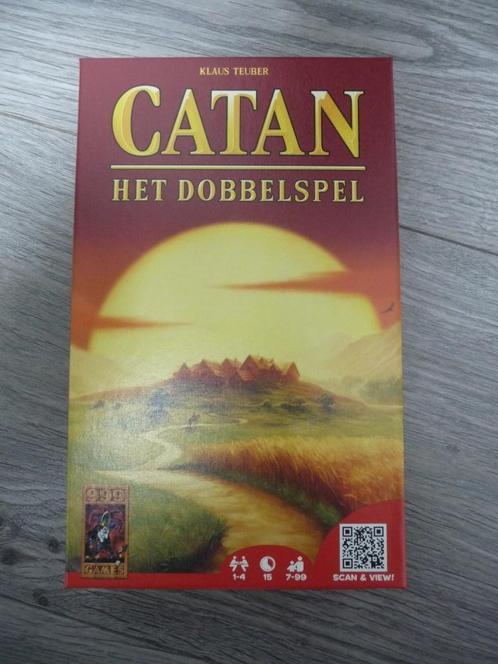 KLAUS TEUBER
CATAN
HET DOBBELSPEL
999
GAMES
1-4 15 7-99
SCAN & VIEW!